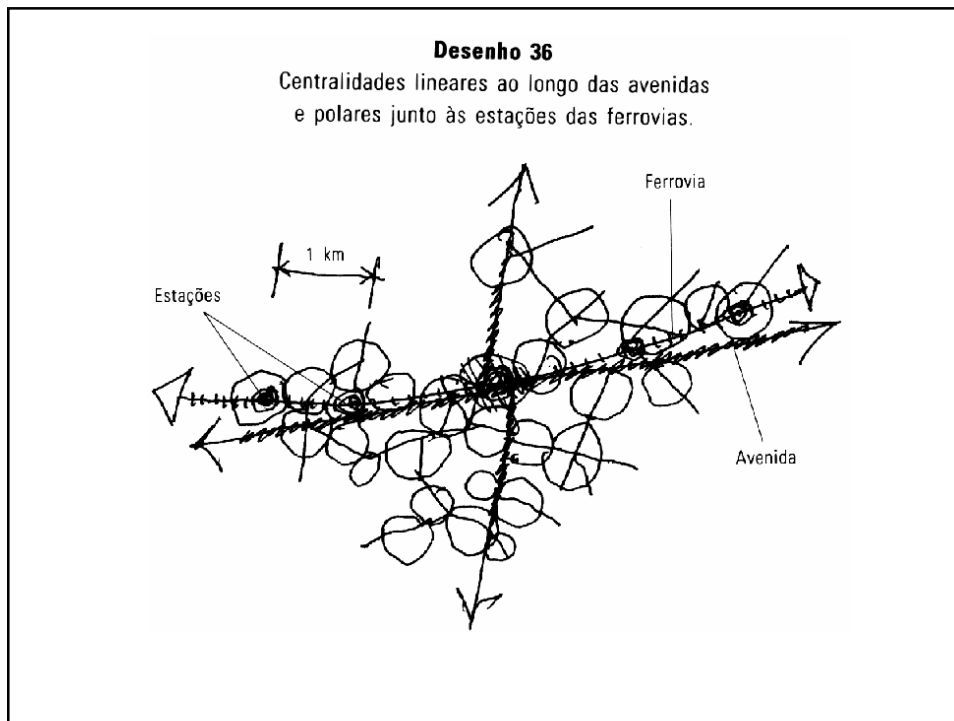 Desenho 36
Centralidades lineares ao longo das avenidas
e polares junto às estações das ferrovias.
Ferrovia
1 km
Estações
Avenida